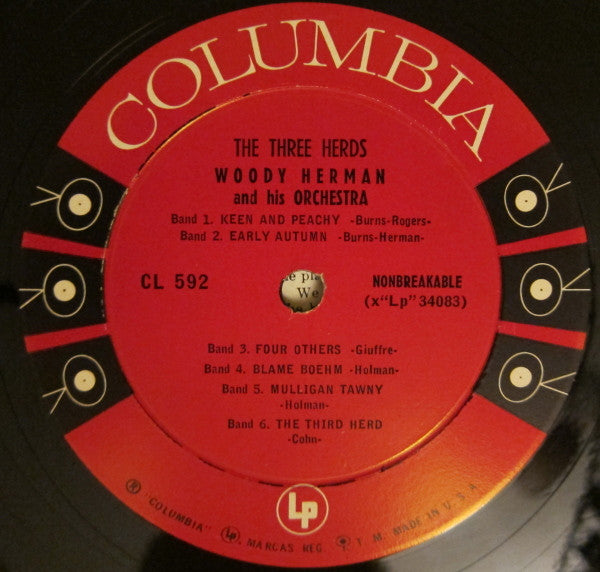 COLUMBIA
THE THREE HERDS
WOODY HERMAN
and his ORCHESTRA
Band 1. KEEN AND PEACHY -Burns-Rogers-
Band 2. EARLY AUTUMN -Burns-Herman-
CL 592
NONBREAKABLE
(x"Lp" 34083)
We
Band 3. FOUR OTHERS -Giuffre-
Band 4. BLAME BOEHM -Holman-
Band 5. MULLIGAN TAWNY
-Holman-
Band 6. THE THIRD HERD
-Cohn-
Lp
® "COLUMBIA" Lp, MARCAS REG. T. M. MADE IN U. S. A.